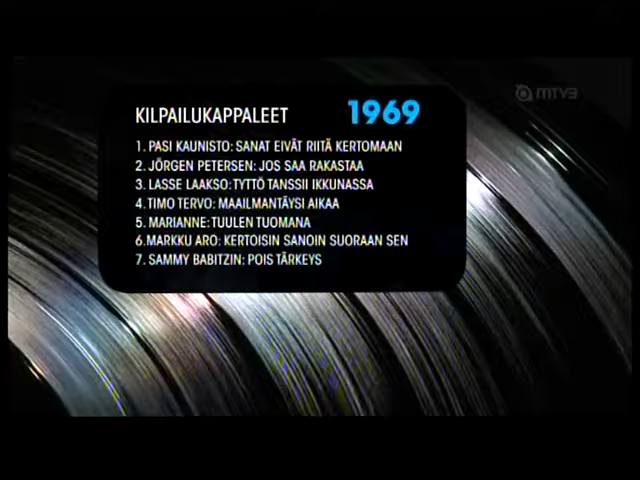 MTV3
KILPAILUKAPPALEET 1969
1. PASI KAUNISTO: SANAT EIVÄT RIITÄ KERTOMAAN
2. JÖRGEN PETERSEN: JOS SAA RAKASTAA
3. LASSE LAAKSO: TYTTÖ TANSSII IKKUNASSA
4. TIMO TERVO: MAAILMANTÄYSI AIKAA
5. MARIANNE: TUULEN TUOMANA
6.MARKKU ARO: KERTOISIN SANOIN SUORAAN SEN
7. SAMMY BABITZIN: POIS TÄRKEYS